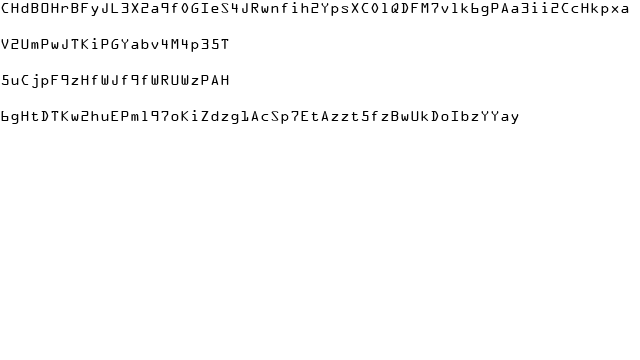 CHdBOHrBFyJL3X2a9f0GIeS4JRwnfih2YpsXC01QDFM7v1k6gPAa3ii2CcHkpxa
V2UmPwJTKiPGYabv4M4p35T
5uCjpF9zHfWJf9fWRUWzPAH
6gHtDTKw2huEPm197oKiZdzg1AcSp7EtAzzt5fzBwUkDoIbzYYay